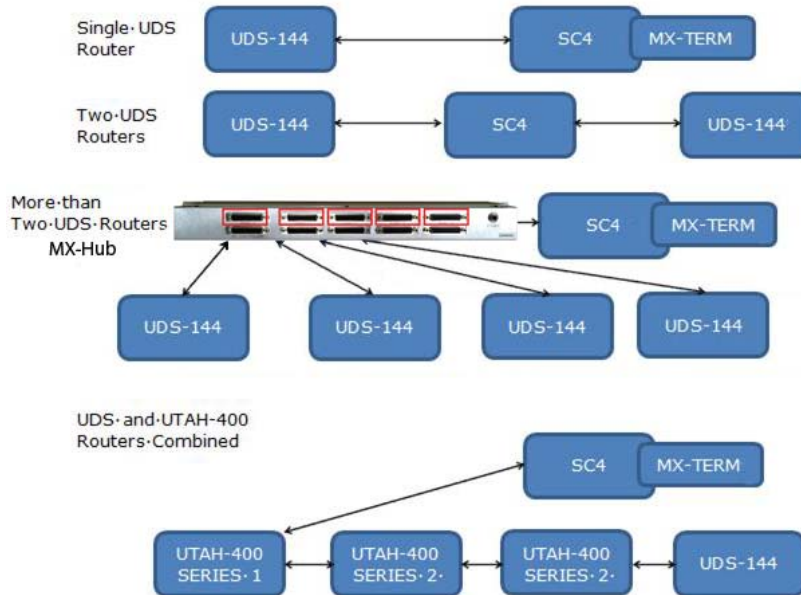 Single·UDS
Router
UDS-144
SC4
MX-TERM
Two·UDS
Routers
UDS-144
SC4
UDS-144
More·than
Two·UDS·Routers
MX-Hub
SC4
MX-TERM
UDS-144
UDS-144
UDS-144
UDS-144
UDS·and·UTAH-400
Routers·Combined
SC4
MX-TERM
UTAH-400
SERIES·1
UTAH-400
SERIES·2·
UTAH-400
SERIES·2·
UDS-144